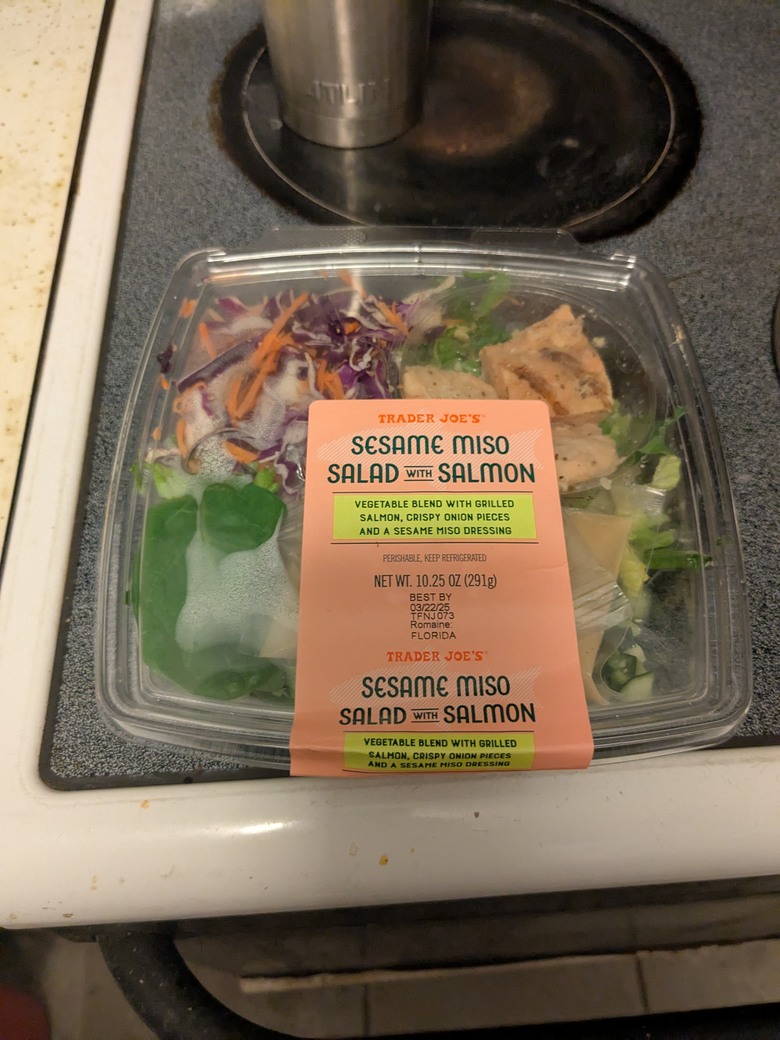 TRADER JOE'S
SESAME MISO
SALAD WITH SALMON
VEGETABLE BLEND WITH GRILLED
SALMON, CRISPY ONION PIECES
AND A SESAME MISO DRESSING
PERISHABLE, KEEP REFRIGERATED
NET WT. 10.25 OZ (291g)
BEST BY
03/22/25
TFNJ073
Romaine:
FLORIDA
TRADER JOE'S
SESAME MISO
SALAD WITH SALMON
VEGETABLE BLEND WITH GRILLED
SALMON, CRISPY ONION PIECES
AND A SESAME MISO DRESSING